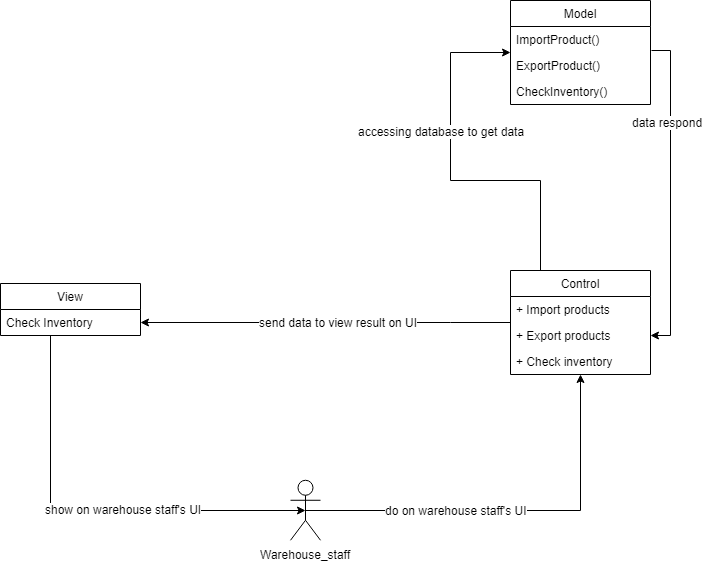 Model
ImportProduct()
ExportProduct()
CheckInventory()
accessing database to get data
data respond
Control
+ Import products
+ Export products
+ Check inventory
View
Check Inventory
send data to view result on UI
show on warehouse staff's UI
do on warehouse staff's UI
Warehouse_staff